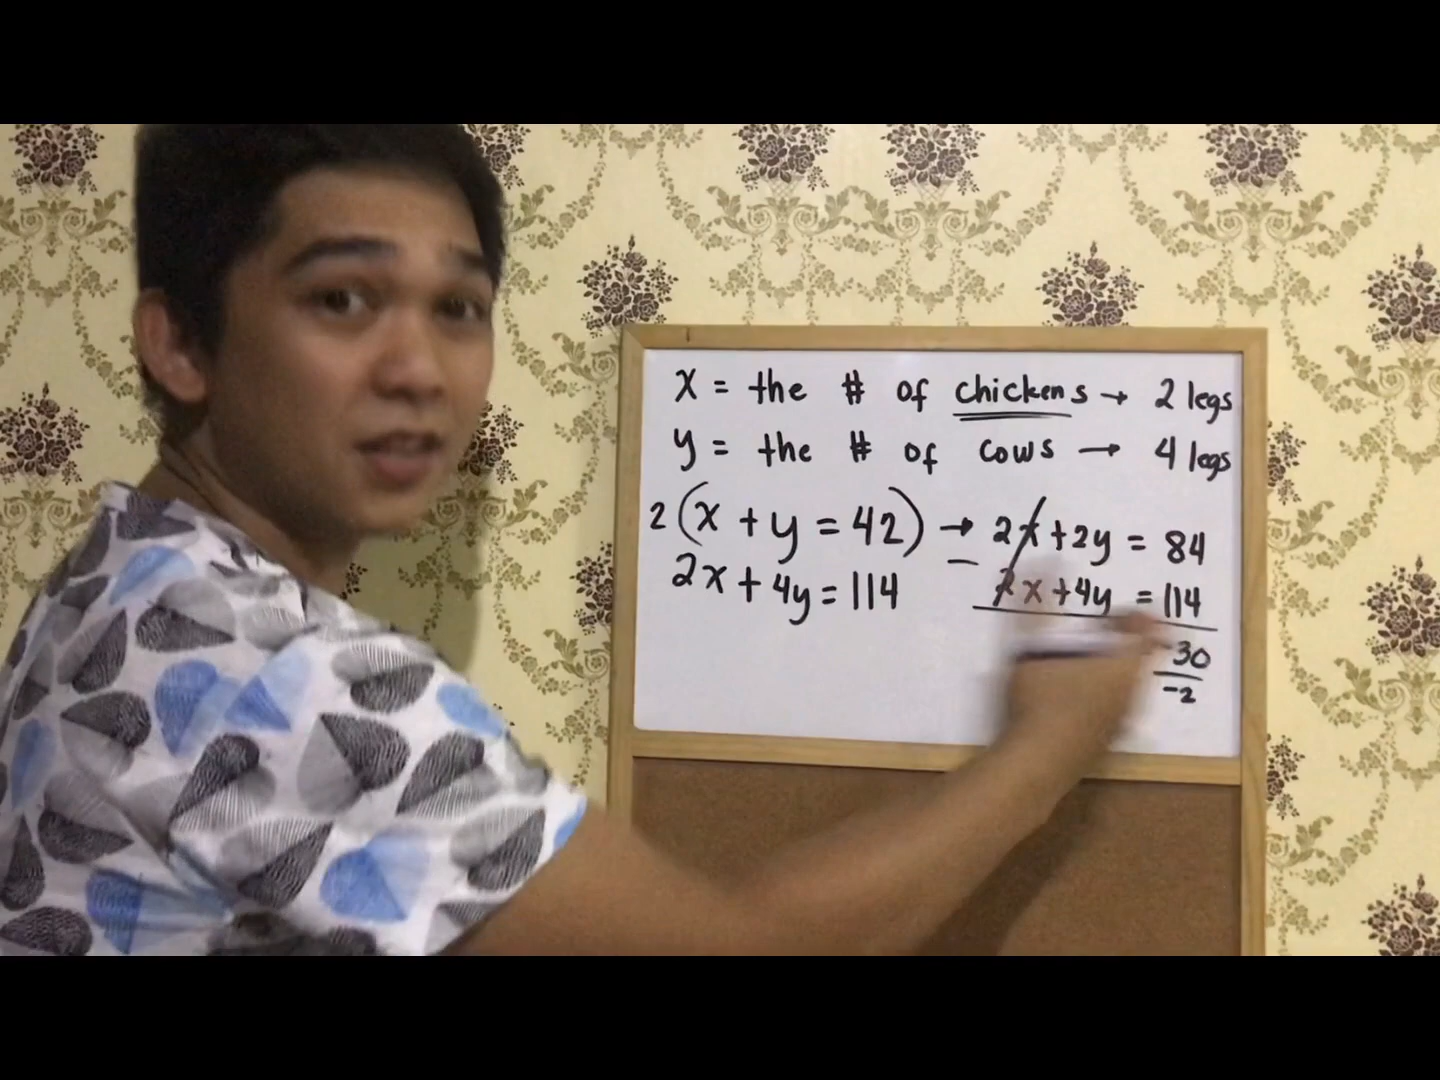 x = the # of chickens → 2 legs
y = the # of cows → 4 legs
2(x + y = 42) → 2x + 2y = 84
2x + 4y = 114
− 2x + 4y = 114
-30
-2